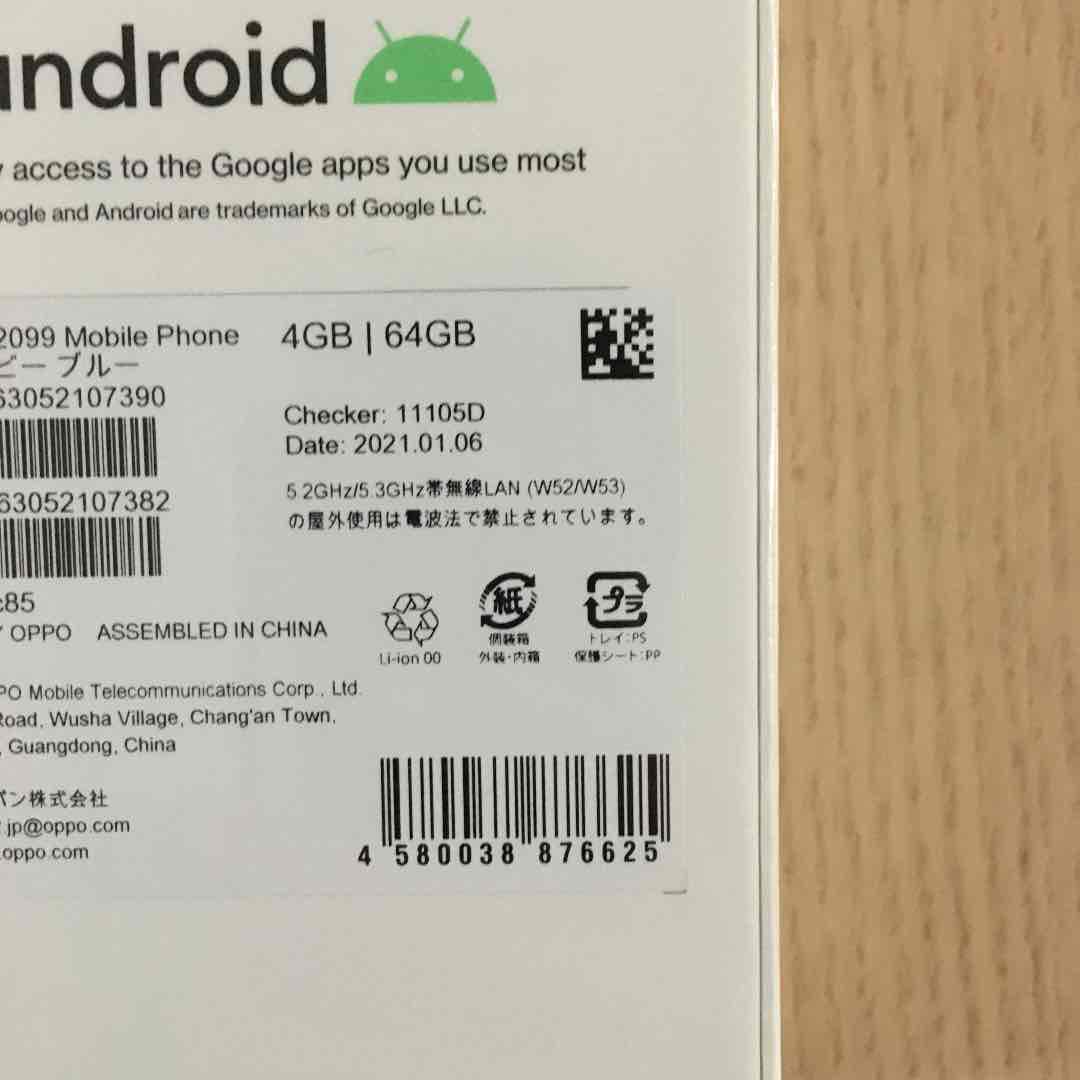 android
access to the Google apps you use most
oogle and Android are trademarks of Google LLC.
2099 Mobile Phone 4GB | 64GB
ビー ブルー
63052107390
Checker: 11105D
Date: 2021.01.06
63052107382
5.2GHz/5.3GHz帯無線LAN (W52/W53)
の屋外使用は電波法で禁止されています。
c85
OPPO ASSEMBLED IN CHINA
Li-ion 00
紙
個装箱
外装・内箱
プラ
トレイ:PS
保護シート:PP
PO Mobile Telecommunications Corp., Ltd.
Road, Wusha Village, Chang'an Town,
, Guangdong, China
パン株式会社
.jp@oppo.com
.oppo.com
4 580038 876625